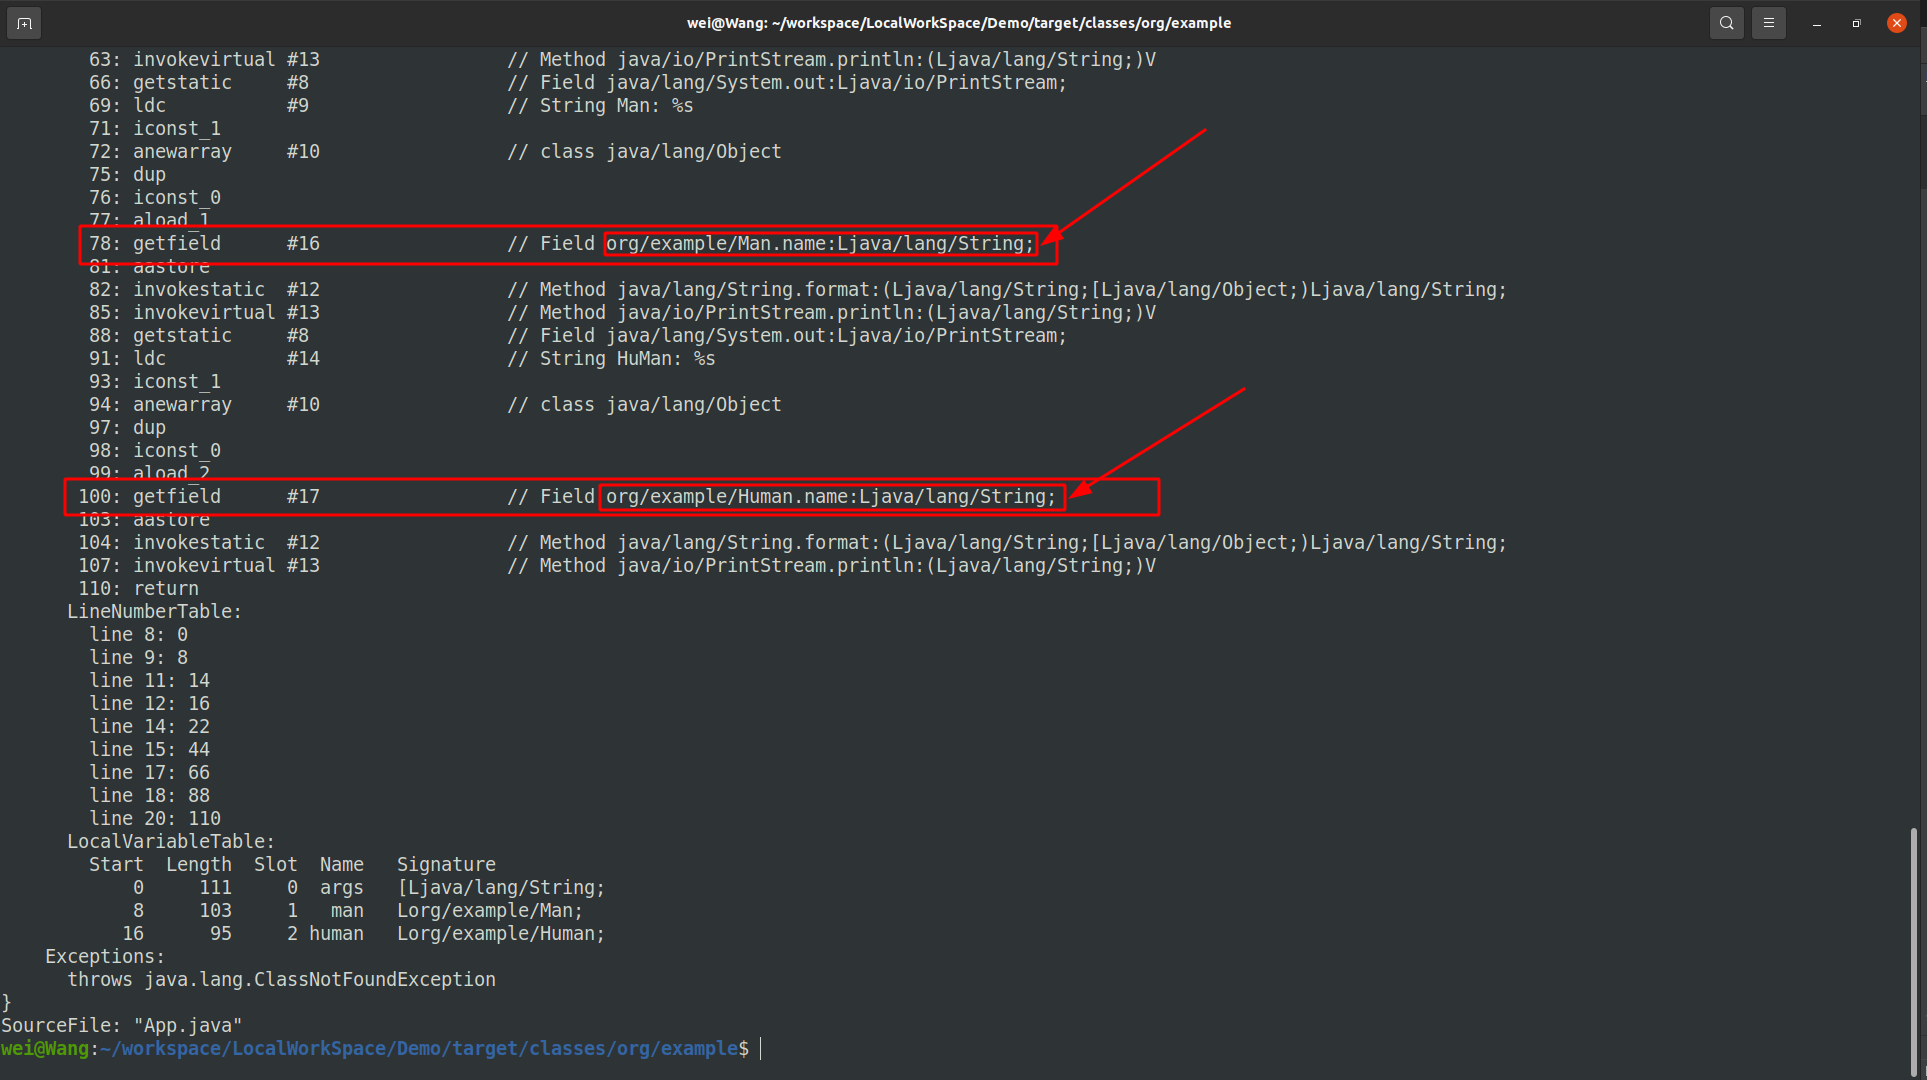 wei@Wang: ~/workspace/LocalWorkSpace/Demo/target/classes/org/example
63: invokevirtual #13                 // Method java/io/PrintStream.println:(Ljava/lang/String;)V
66: getstatic     #8                  // Field java/lang/System.out:Ljava/io/PrintStream;
69: ldc           #9                  // String Man: %s
71: iconst_1
72: anewarray     #10                 // class java/lang/Object
75: dup
76: iconst_0
77: aload_1
78: getfield      #16                 // Field org/example/Man.name:Ljava/lang/String;
81: aastore
82: invokestatic  #12                 // Method java/lang/String.format:(Ljava/lang/String;[Ljava/lang/Object;)Ljava/lang/String;
85: invokevirtual #13                 // Method java/io/PrintStream.println:(Ljava/lang/String;)V
88: getstatic     #8                  // Field java/lang/System.out:Ljava/io/PrintStream;
91: ldc           #14                 // String HuMan: %s
93: iconst_1
94: anewarray     #10                 // class java/lang/Object
97: dup
98: iconst_0
99: aload_2
100: getfield      #17                 // Field org/example/Human.name:Ljava/lang/String;
103: aastore
104: invokestatic  #12                 // Method java/lang/String.format:(Ljava/lang/String;[Ljava/lang/Object;)Ljava/lang/String;
107: invokevirtual #13                 // Method java/io/PrintStream.println:(Ljava/lang/String;)V
110: return
LineNumberTable:
line 8: 0
line 9: 8
line 11: 14
line 12: 16
line 14: 22
line 15: 44
line 17: 66
line 18: 88
line 20: 110
LocalVariableTable:
Start  Length  Slot  Name   Signature
0     111     0  args   [Ljava/lang/String;
8     103     1   man   Lorg/example/Man;
16      95     2 human   Lorg/example/Human;
Exceptions:
throws java.lang.ClassNotFoundException
}
SourceFile: "App.java"
wei@Wang:~/workspace/LocalWorkSpace/Demo/target/classes/org/example$